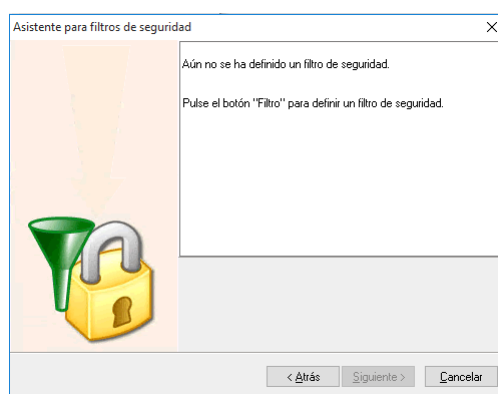 Asistente para filtros de seguridad
Aún no se ha definido un filtro de seguridad.
Pulse el botón "Filtro" para definir un filtro de seguridad.
< Atrás Siguiente > Cancelar